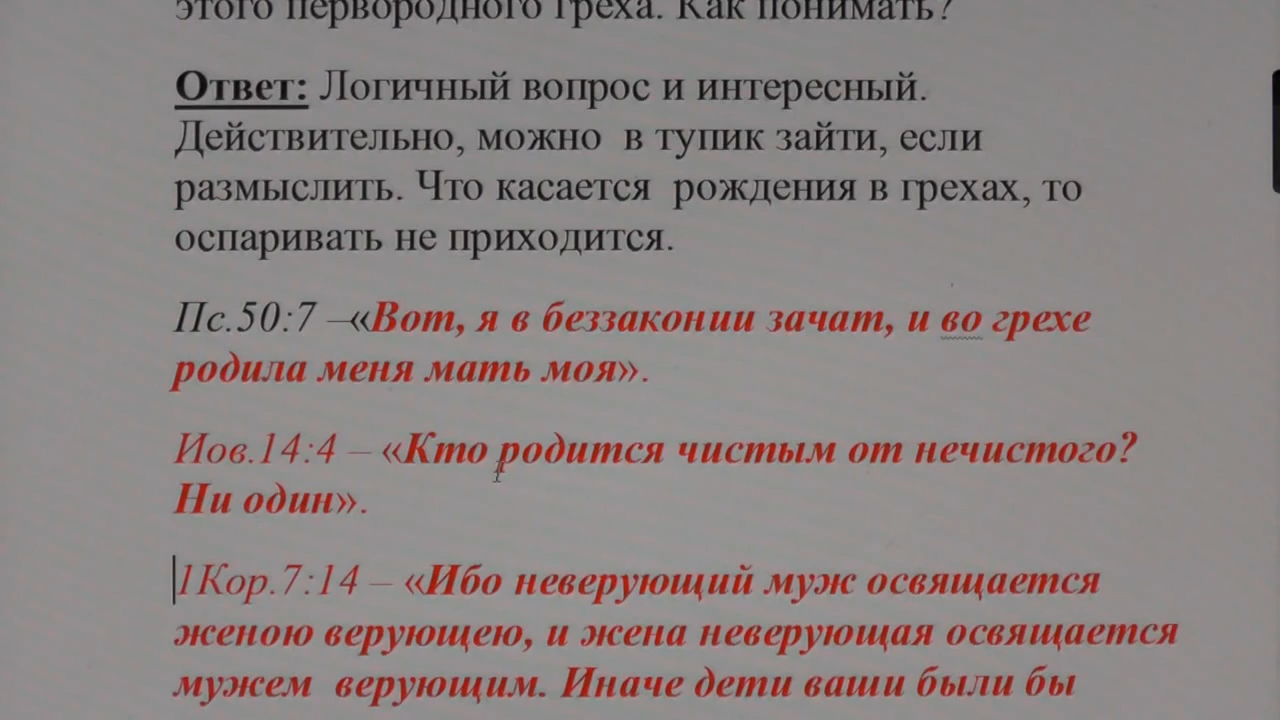 этого первородного греха. Как понимать?
Ответ: Логичный вопрос и интересный.
Действительно, можно  в тупик зайти, если
размыслить. Что касается  рождения в грехах, то
оспаривать не приходится.
Пс.50:7 –«Вот, я в беззаконии зачат, и во грехе
родила меня мать моя».
Иов.14:4 – «Кто родится чистым от нечистого?
Ни один».
1Кор.7:14 – «Ибо неверующий муж освящается
женою верующею, и жена неверующая освящается
мужем  верующим. Иначе дети ваши были бы